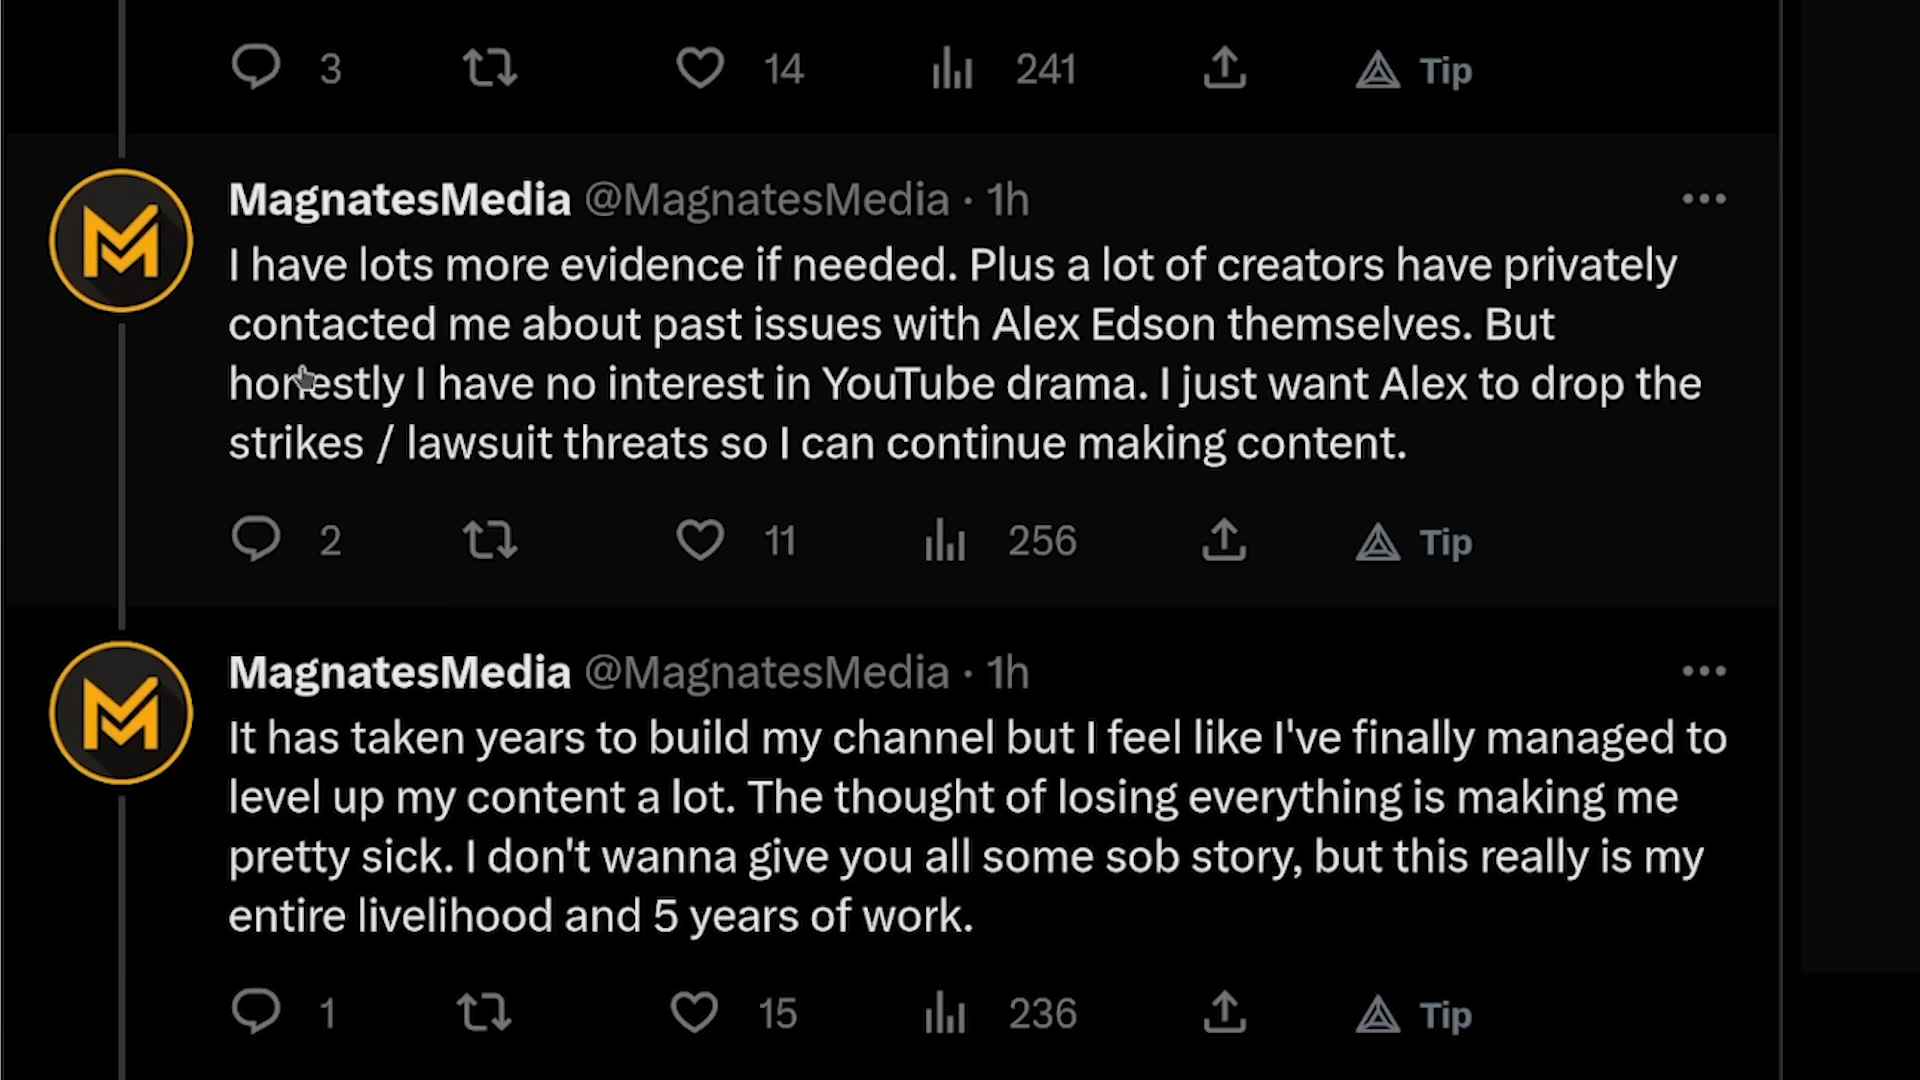 3 14 241 Tip
MagnatesMedia @MagnatesMedia · 1h
I have lots more evidence if needed. Plus a lot of creators have privately
contacted me about past issues with Alex Edson themselves. But
honestly I have no interest in YouTube drama. I just want Alex to drop the
strikes / lawsuit threats so I can continue making content.
2 11 256 Tip
MagnatesMedia @MagnatesMedia · 1h
It has taken years to build my channel but I feel like I've finally managed to
level up my content a lot. The thought of losing everything is making me
pretty sick. I don't wanna give you all some sob story, but this really is my
entire livelihood and 5 years of work.
1 15 236 Tip